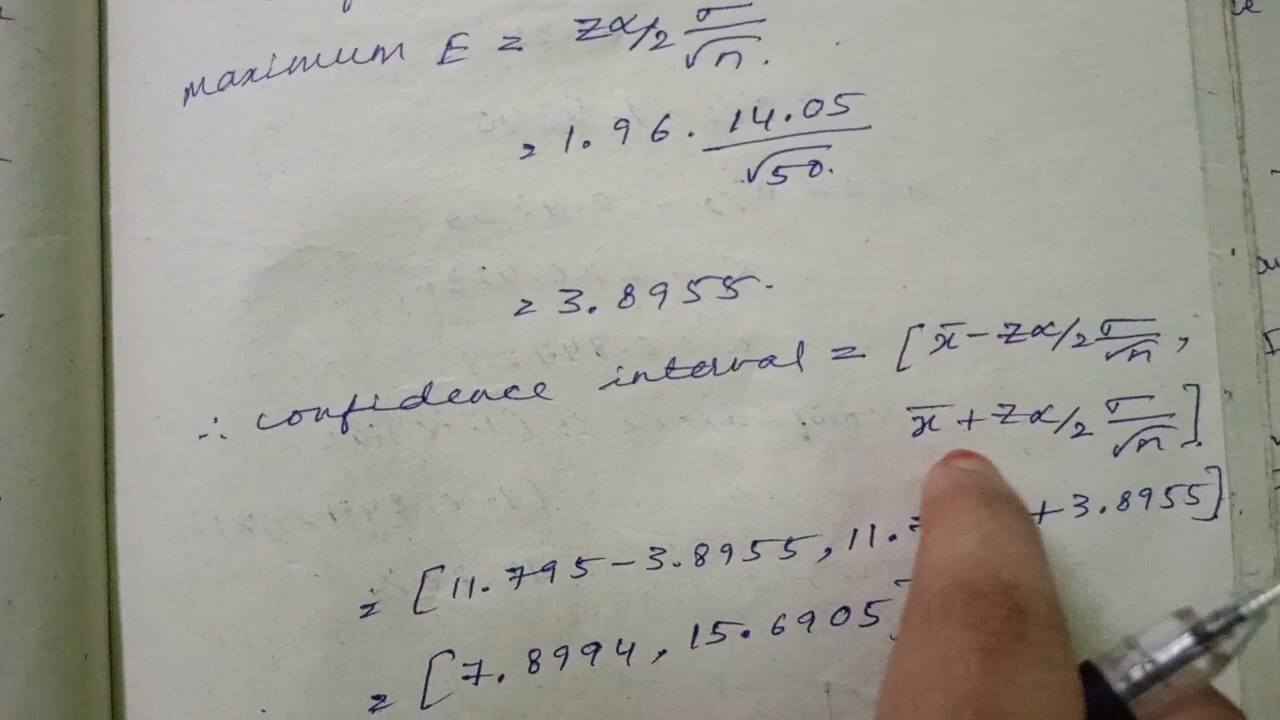 maximum E = Zα/2 σ/√n.
= 1.96. 14.05/√50.
= 3.8955.
∴ confidence interval = [x̄ - Zα/2 σ/√n,
x̄ + Zα/2 σ/√n].
= [11.795 - 3.8955, 11. + 3.8955]
= [7.8994, 15.6905]